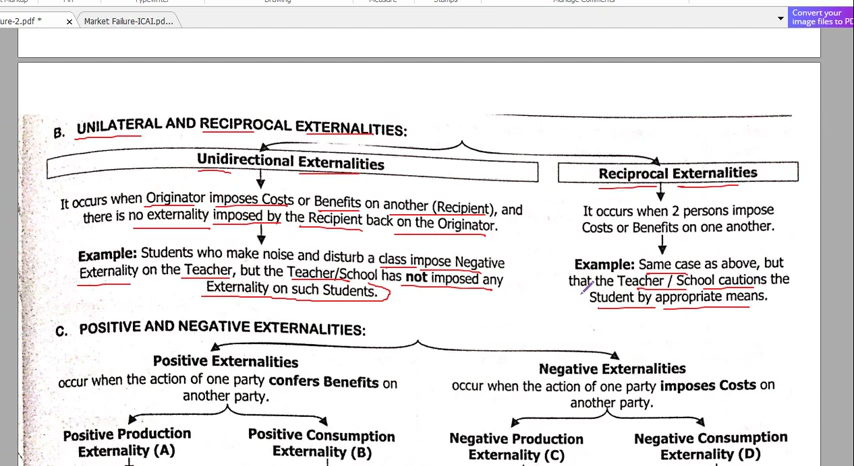 ure-2.pdf *
×
Market Failure-ICAI.pd...
Convert your
image files to PD
B. UNILATERAL AND RECIPROCAL EXTERNALITIES:
Unidirectional Externalities
It occurs when Originator imposes Costs or Benefits on another (Recipient), and
there is no externality imposed by the Recipient back on the Originator.
Example: Students who make noise and disturb a class impose Negative
Externality on the Teacher, but the Teacher/School has not imposed any
Externality on such Students.
Reciprocal Externalities
It occurs when 2 persons impose
Costs or Benefits on one another.
Example: Same case as above, but
that the Teacher / School cautions the
Student by appropriate means.
C. POSITIVE AND NEGATIVE EXTERNALITIES:
Positive Externalities
occur when the action of one party confers Benefits on
another party.
Negative Externalities
occur when the action of one party imposes Costs on
another party.
Positive Production
Externality (A)
Positive Consumption
Externality (B)
Negative Production
Externality (C)
Negative Consumption
Externality (D)